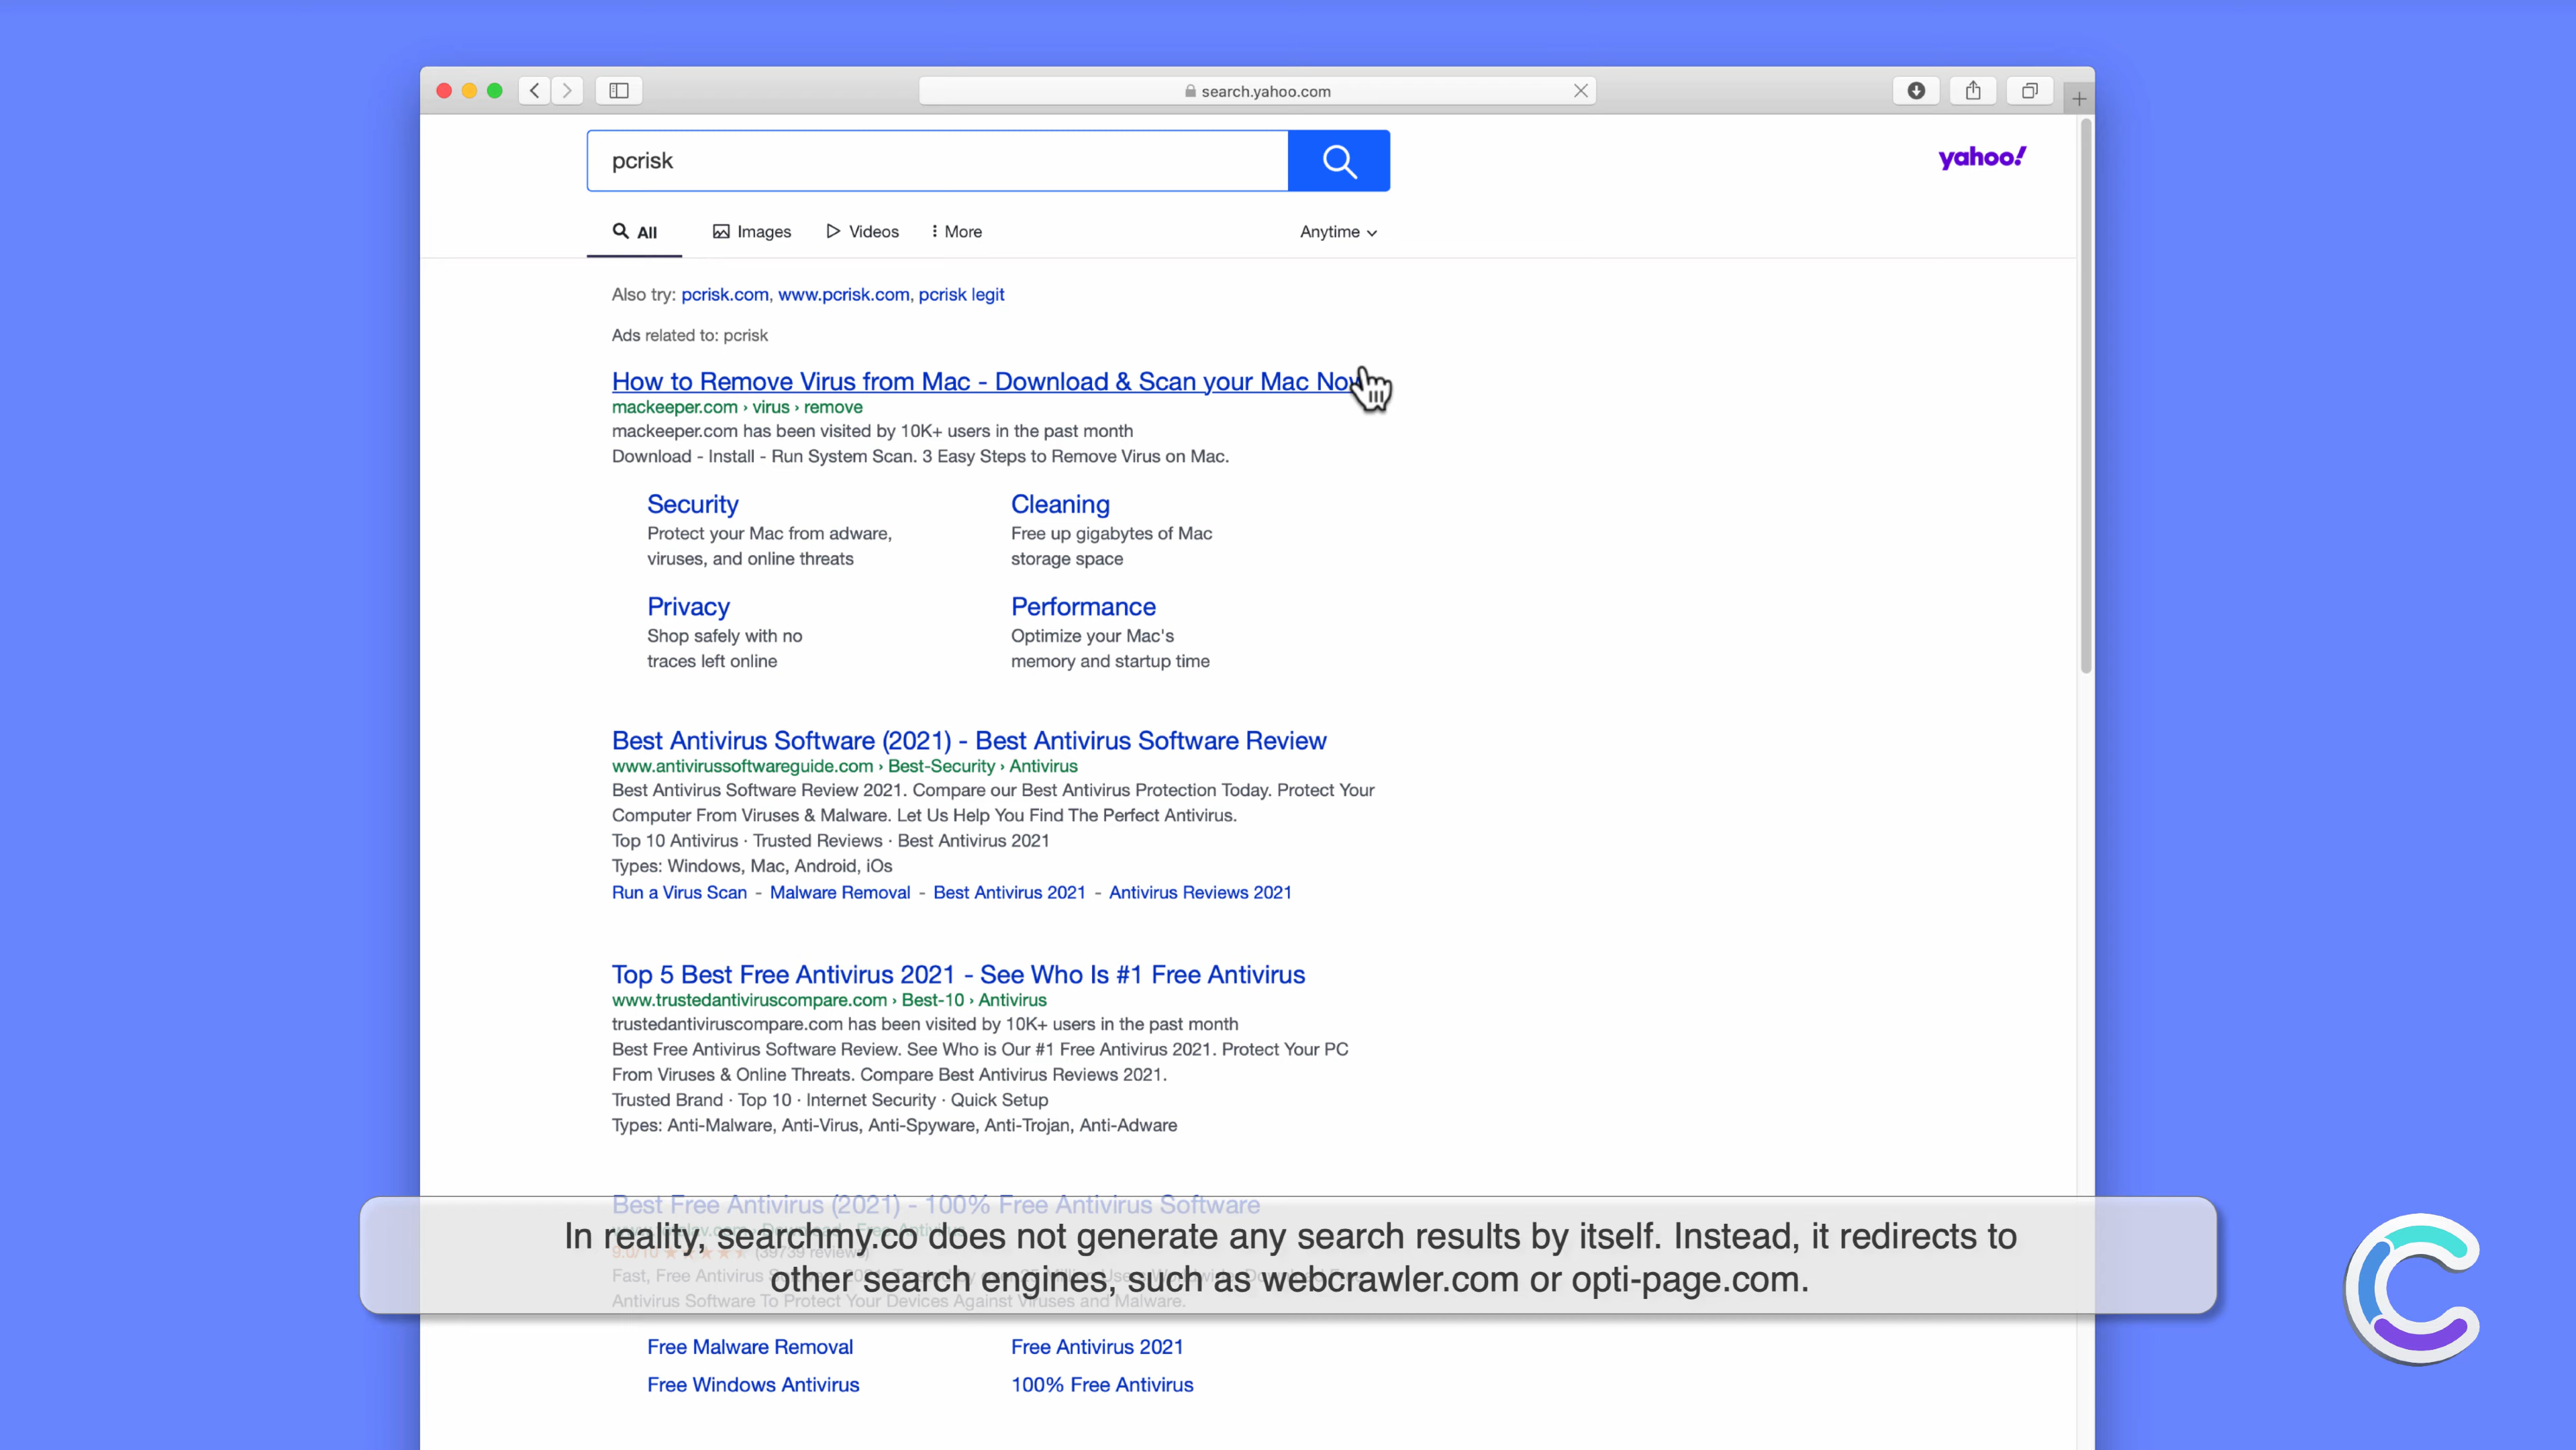 search.yahoo.com
pcrisk
yahoo!
All Images Videos More Anytime
Also try: pcrisk.com, www.pcrisk.com, pcrisk legit
Ads related to: pcrisk
How to Remove Virus from Mac - Download & Scan your Mac Now
mackeeper.com › virus › remove
mackeeper.com has been visited by 10K+ users in the past month
Download - Install - Run System Scan. 3 Easy Steps to Remove Virus on Mac.
Security Cleaning
Protect your Mac from adware, Free up gigabytes of Mac
viruses, and online threats storage space
Privacy Performance
Shop safely with no Optimize your Mac's
traces left online memory and startup time
Best Antivirus Software (2021) - Best Antivirus Software Review
www.antivirussoftwareguide.com › Best-Security › Antivirus
Best Antivirus Software Review 2021. Compare our Best Antivirus Protection Today. Protect Your
Computer From Viruses & Malware. Let Us Help You Find The Perfect Antivirus.
Top 10 Antivirus · Trusted Reviews · Best Antivirus 2021
Types: Windows, Mac, Android, iOs
Run a Virus Scan - Malware Removal - Best Antivirus 2021 - Antivirus Reviews 2021
Top 5 Best Free Antivirus 2021 - See Who Is #1 Free Antivirus
www.trustedantiviruscompare.com › Best-10 › Antivirus
trustedantiviruscompare.com has been visited by 10K+ users in the past month
Best Free Antivirus Software Review. See Who is Our #1 Free Antivirus 2021. Protect Your PC
From Viruses & Online Threats. Compare Best Antivirus Reviews 2021.
Trusted Brand · Top 10 · Internet Security · Quick Setup
Types: Anti-Malware, Anti-Virus, Anti-Spyware, Anti-Trojan, Anti-Adware
Best Free Antivirus (2021) - 100% Free Antivirus Software
In reality, searchmy.co does not generate any search results by itself. Instead, it redirects to
other search engines, such as webcrawler.com or opti-page.com.
9.0/10 (39739 reviews)
Fast, Free Antivirus
Antivirus Software To Protect Your Devices Against Viruses and Malware.
Free Malware Removal Free Antivirus 2021
Free Windows Antivirus 100% Free Antivirus